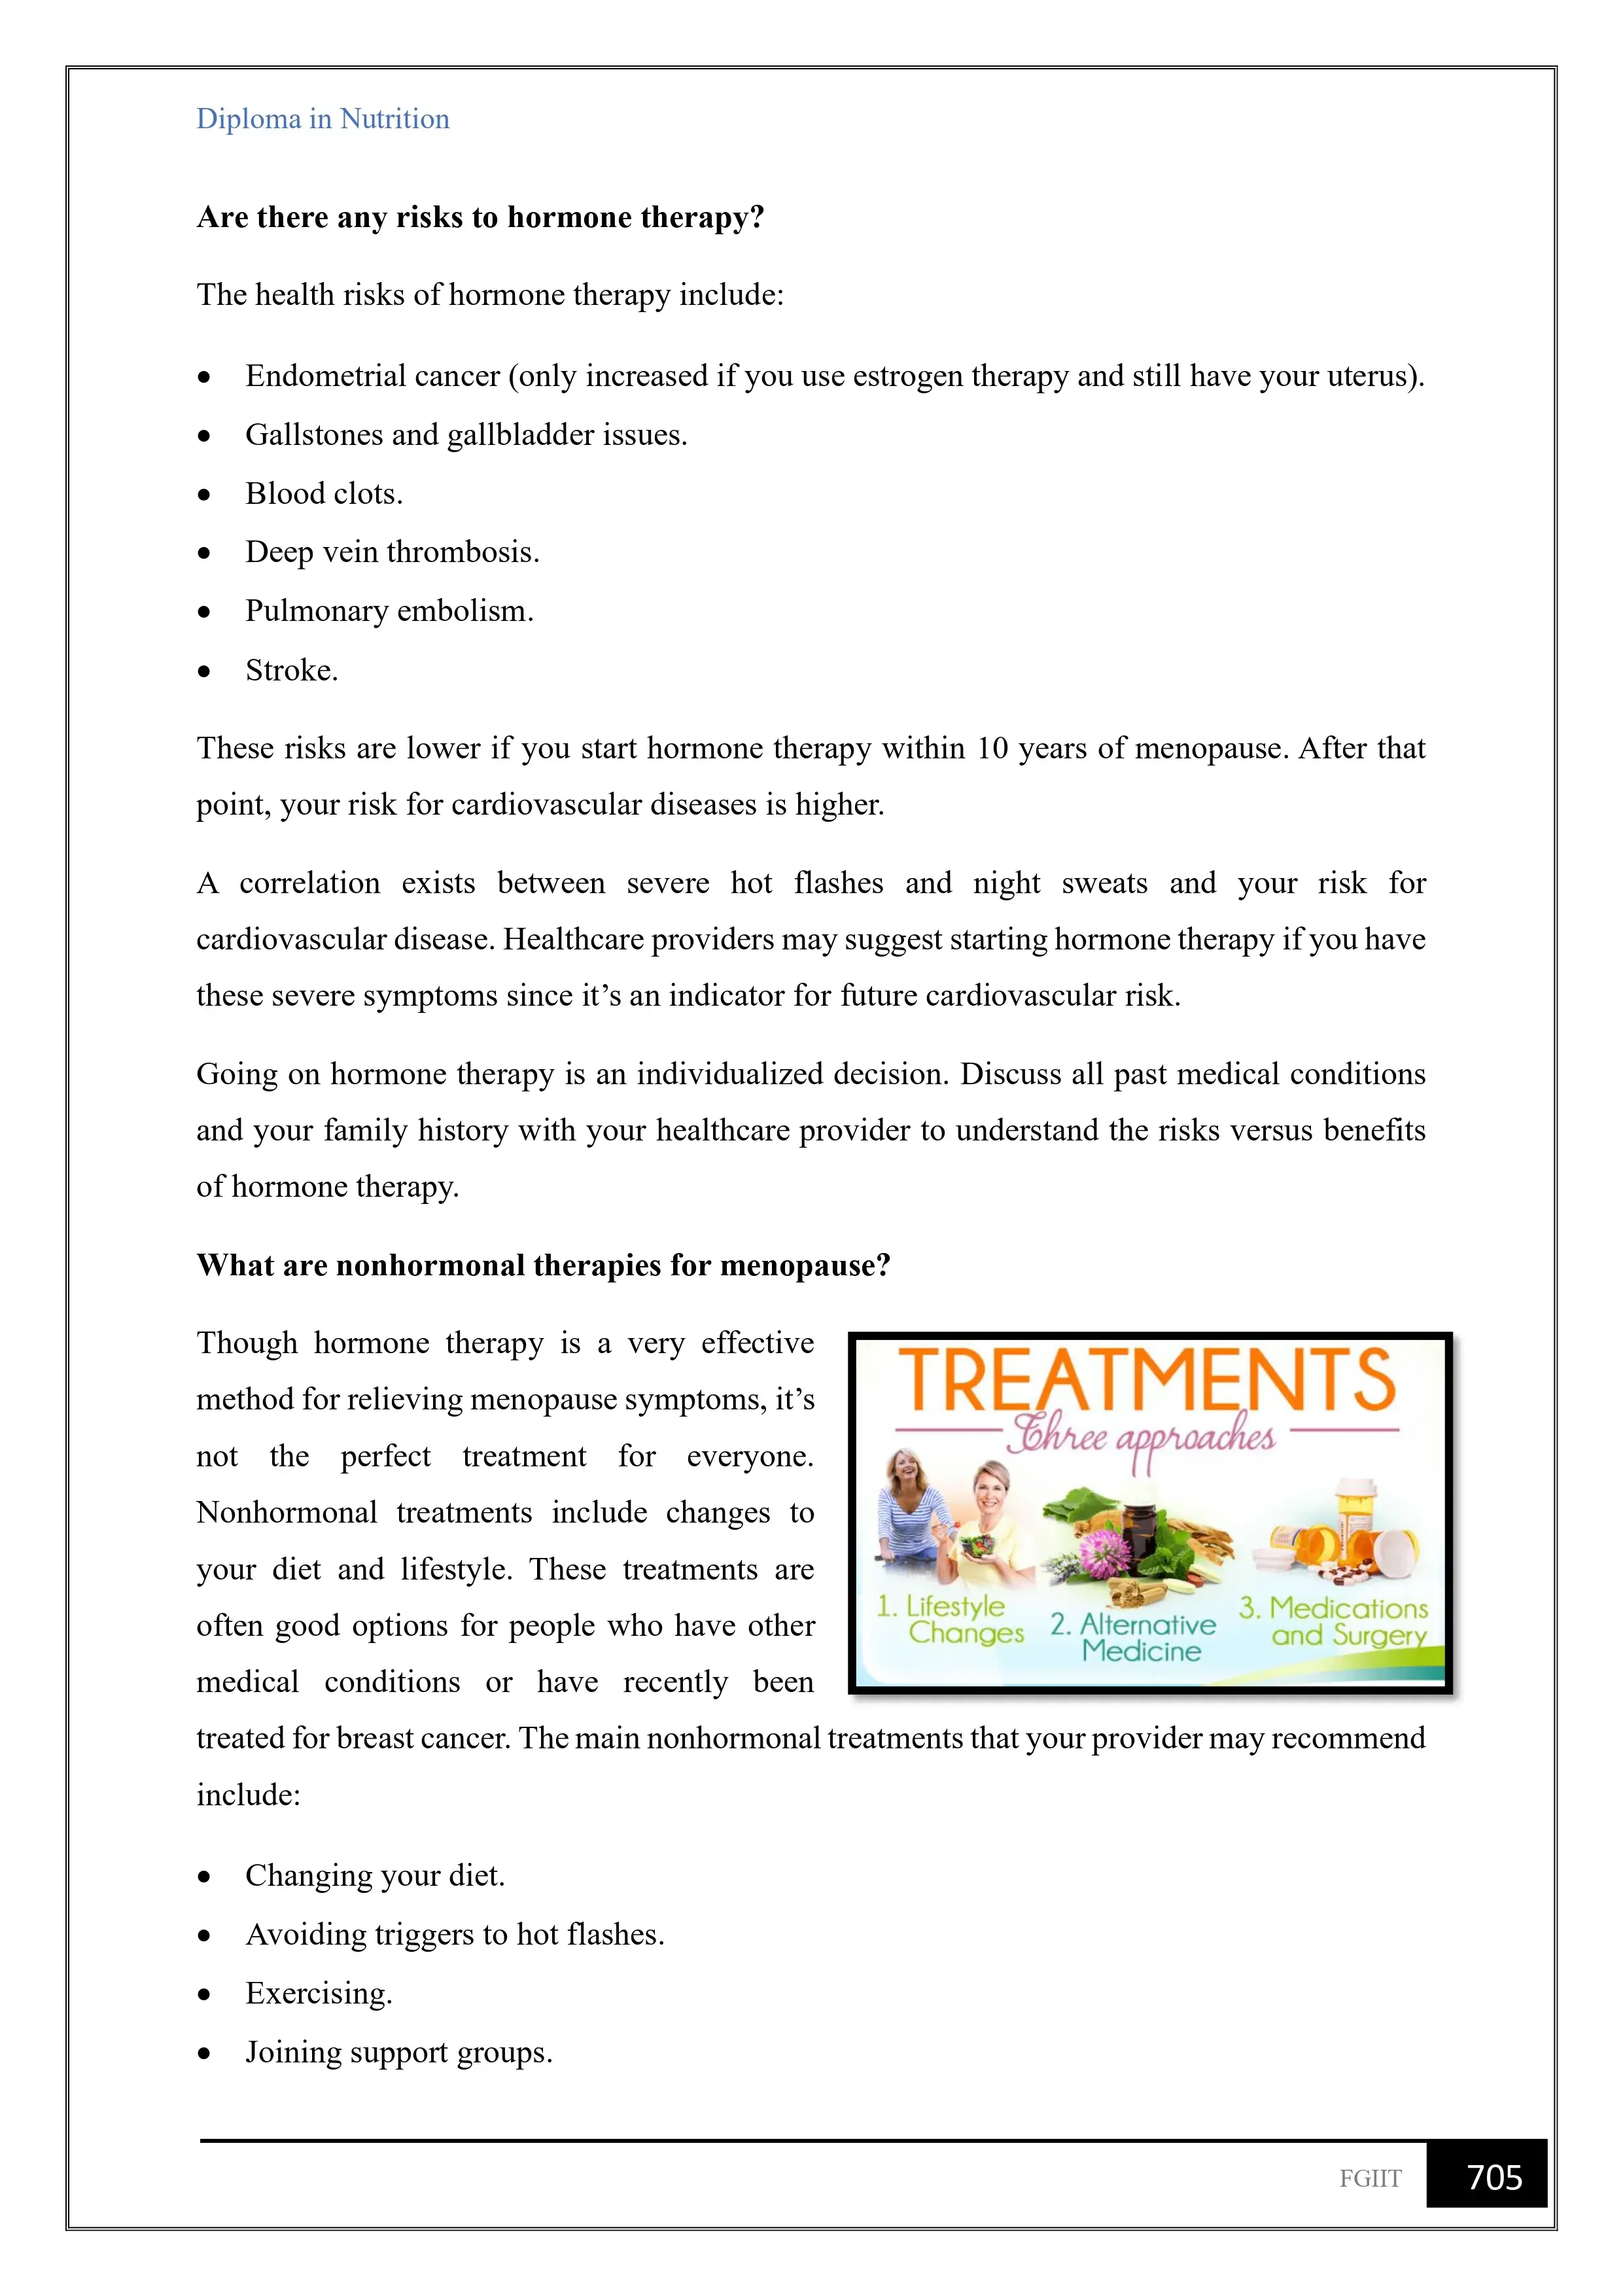 Diploma in Nutrition
Are there any risks to hormone therapy?
The health risks of hormone therapy include:
• Endometrial cancer (only increased if you use estrogen therapy and still have your uterus).
• Gallstones and gallbladder issues.
• Blood clots.
• Deep vein thrombosis.
• Pulmonary embolism.
• Stroke.
These risks are lower if you start hormone therapy within 10 years of menopause. After that
point, your risk for cardiovascular diseases is higher.
A correlation exists between severe hot flashes and night sweats and your risk for
cardiovascular disease. Healthcare providers may suggest starting hormone therapy if you have
these severe symptoms since it’s an indicator for future cardiovascular risk.
Going on hormone therapy is an individualized decision. Discuss all past medical conditions
and your family history with your healthcare provider to understand the risks versus benefits
of hormone therapy.
What are nonhormonal therapies for menopause?
Though hormone therapy is a very effective
method for relieving menopause symptoms, it’s
not the perfect treatment for everyone.
Nonhormonal treatments include changes to
your diet and lifestyle. These treatments are
often good options for people who have other
medical conditions or have recently been
treated for breast cancer. The main nonhormonal treatments that your provider may recommend
include:
TREATMENTS
Three approaches
1. Lifestyle
Changes
2. Alternative
Medicine
3. Medications
and Surgery
• Changing your diet.
• Avoiding triggers to hot flashes.
• Exercising.
• Joining support groups.
FGIIT
705